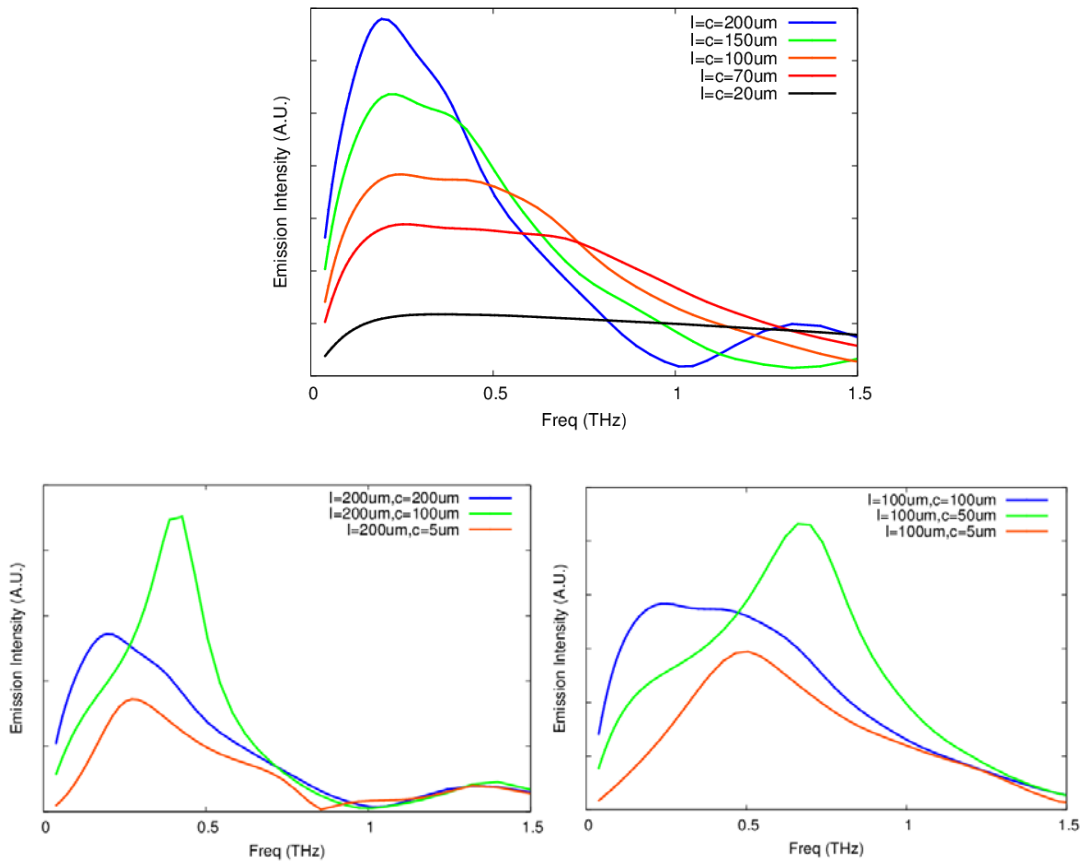 l=c=200um
l=c=150um
l=c=100um
l=c=70um
l=c=20um
Emission Intensity (A.U.)
0 0.5 1 1.5
Freq (THz)
l=200um,c=200um
l=200um,c=100um
l=200um,c=5um
Emission Intensity (A.U.)
0 0.5 1 1.5
Freq (THz)
l=100um,c=100um
l=100um,c=50um
l=100um,c=5um
Emission Intensity (A.U.)
0 0.5 1 1.5
Freq (THz)